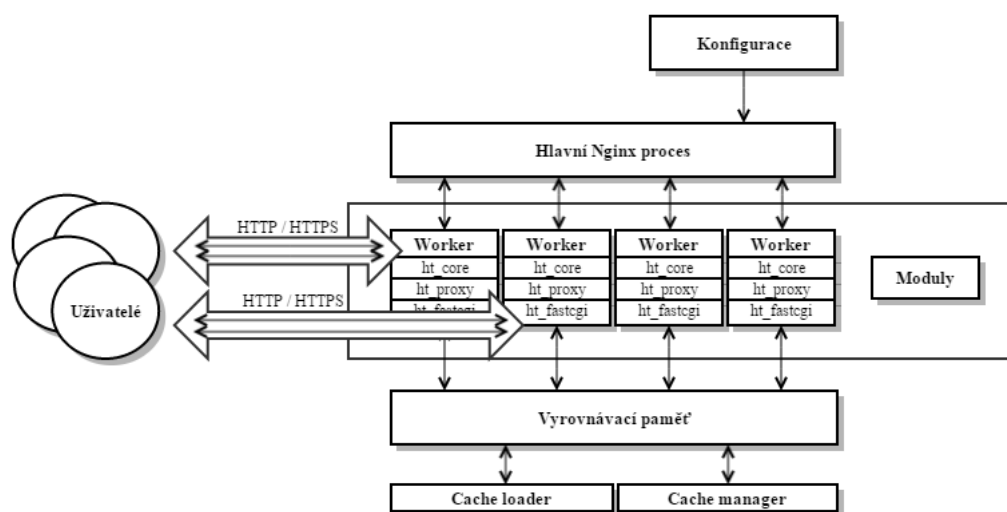 Konfigurace
Hlavní Nginx proces
HTTP / HTTPS
Worker
Worker
Worker
Worker
ht_core
ht_core
ht_core
ht_core
ht_proxy
ht_proxy
ht_proxy
ht_proxy
Moduly
HTTP / HTTPS
Uživatelé
ht_fastcgi
ht_fastcgi
ht_fastcgi
ht_fastcgi
Vyrovnávací paměť
Cache loader
Cache manager